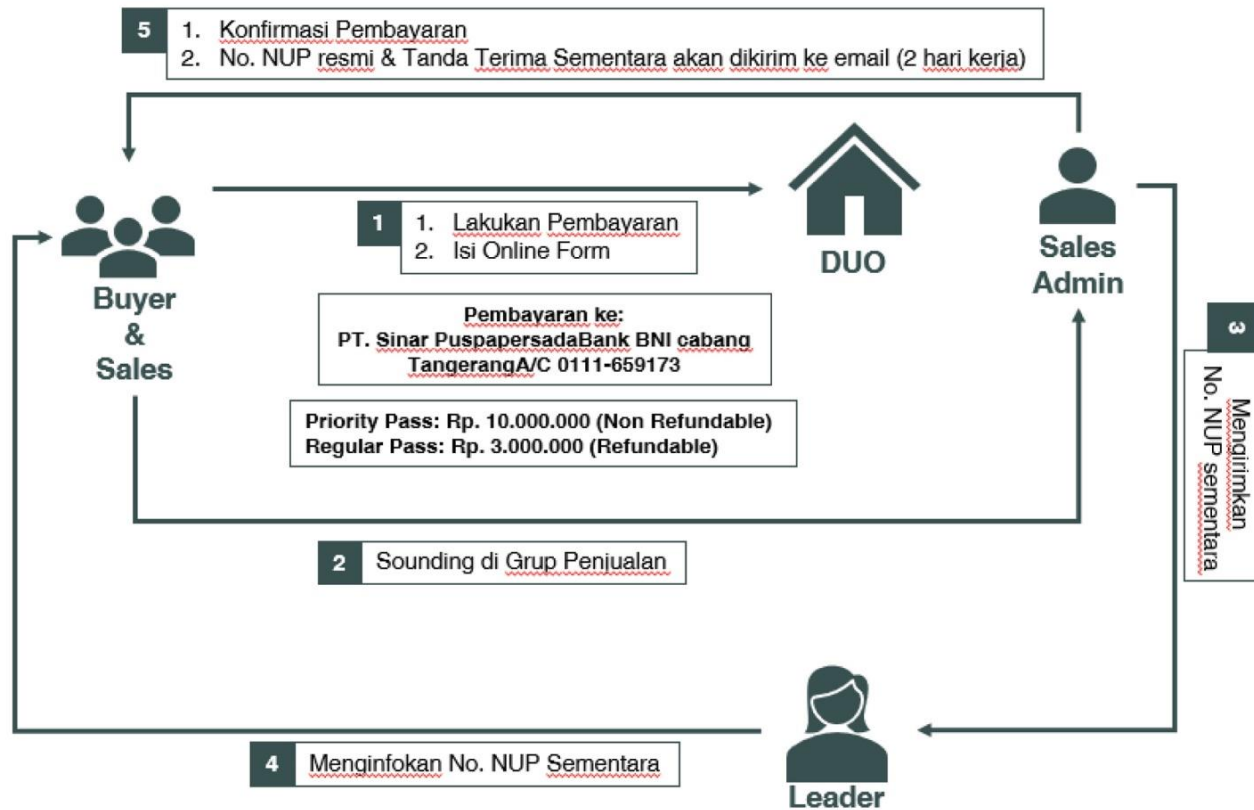 5
1. Konfirmasi Pembayaran
2. No. NUP resmi & Tanda Terima Sementara akan dikirim ke email (2 hari kerja)
Buyer
&
Sales
1
1. Lakukan Pembayaran
2. Isi Online Form
DUO
Sales
Admin
Pembayaran ke:
PT. Sinar PuspapersadaBank BNI cabang
TangerangA/C 0111-659173
Priority Pass: Rp. 10.000.000 (Non Refundable)
Regular Pass: Rp. 3.000.000 (Refundable)
2
Sounding di Grup Penjualan
3
Mengirimkan
No. NUP sementara
4
Menginfokan No. NUP Sementara
Leader